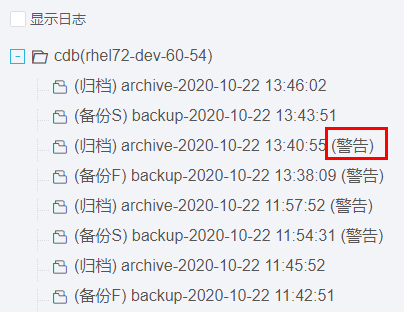 显示日志
cdb(rhel72-dev-60-54)
(归档) archive-2020-10-22 13:46:02
(备份S) backup-2020-10-22 13:43:51
(归档) archive-2020-10-22 13:40:55 (警告)
(备份F) backup-2020-10-22 13:38:09 (警告)
(归档) archive-2020-10-22 11:57:52 (警告)
(备份S) backup-2020-10-22 11:54:31 (警告)
(归档) archive-2020-10-22 11:45:52
(备份F) backup-2020-10-22 11:42:51